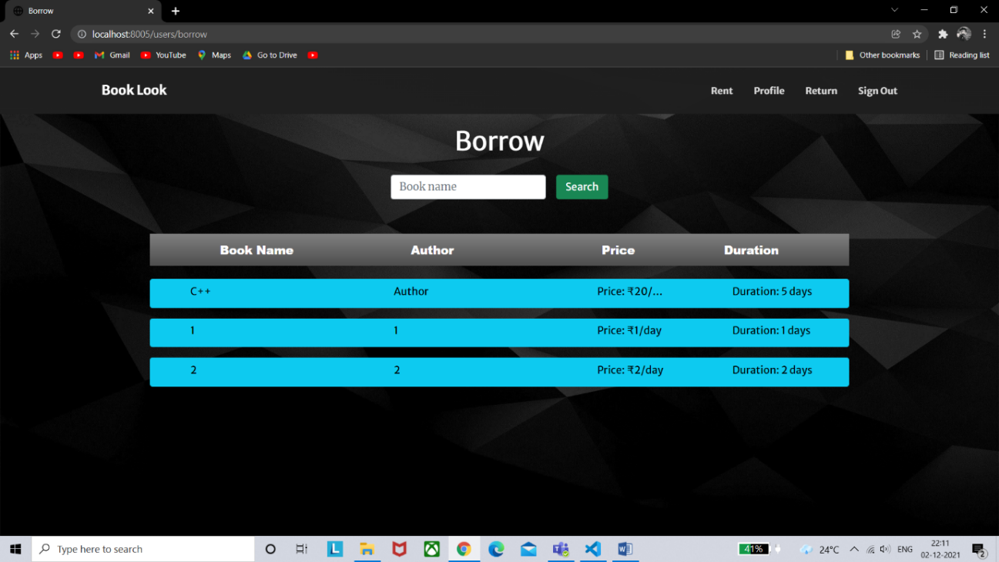 Borrow
localhost:8005/users/borrow
Apps Gmail YouTube Maps Go to Drive Other bookmarks Reading list
Book Look Rent Profile Return Sign Out
Borrow
Book name Search
Book Name Author Price Duration
C++ Author Price: ₹20/... Duration: 5 days
1 1 Price: ₹1/day Duration: 1 days
2 2 Price: ₹2/day Duration: 2 days
Type here to search L W 41% 24°C ENG 22:11
02-12-2021 2